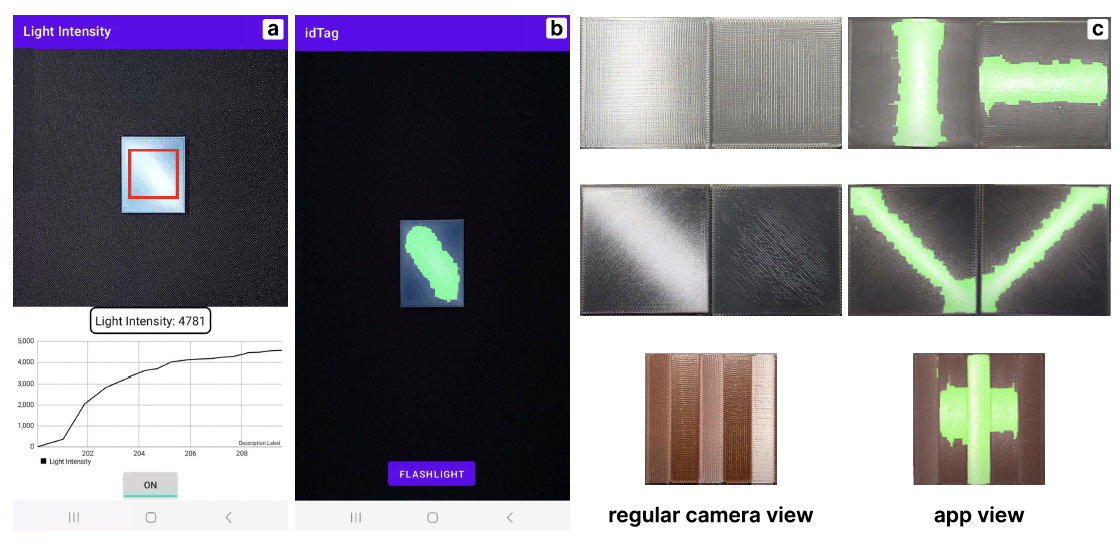 Light Intensity
a
Light Intensity: 4781
5,000
4,000
3,000
2,000
1,000
0
202
204
206
208
Description Label
Light Intensity
ON
idTag
b
FLASHLIGHT
c
regular camera view
app view